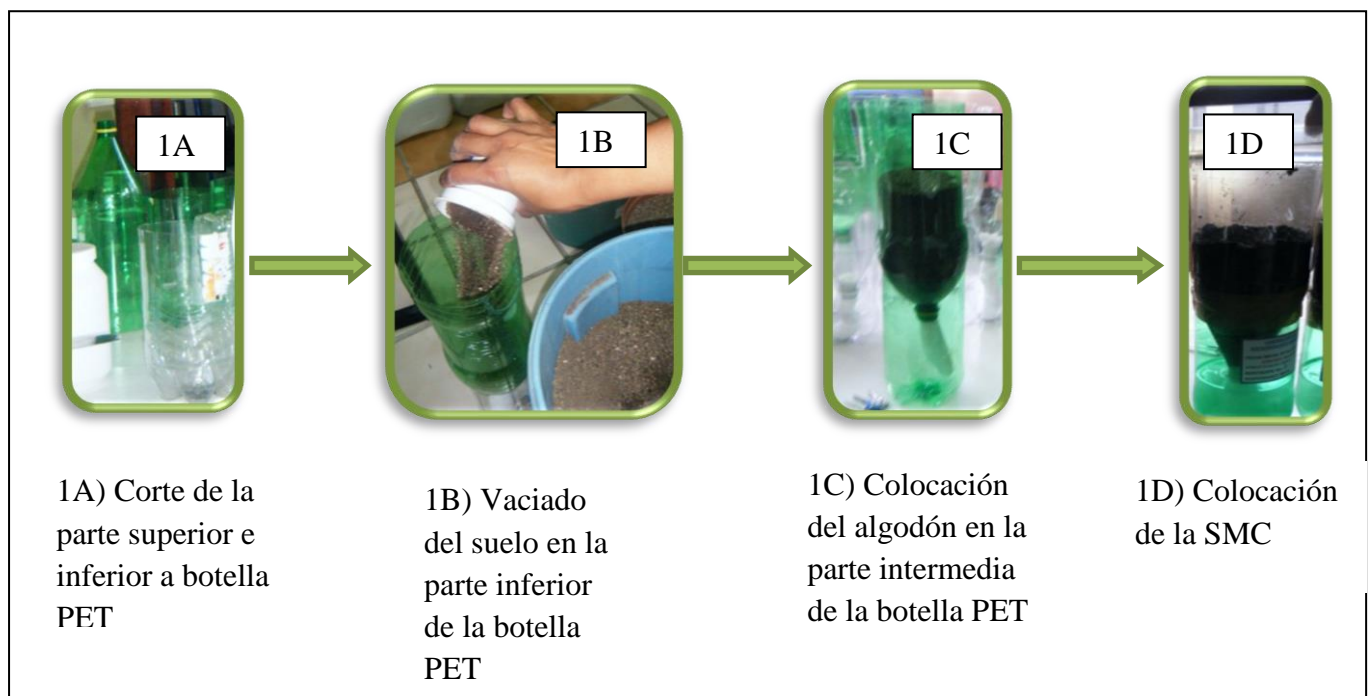 1A
1B
1C
1D
1A) Corte de la
parte superior e
inferior a botella
PET
1B) Vaciado
del suelo en la
parte inferior
de la botella
PET
1C) Colocación
del algodón en la
parte intermedia
de la botella PET
1D) Colocación
de la SMC